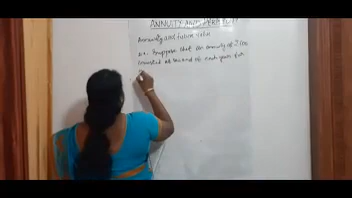 ANNUITY AND
Annuity and future value
Ex. Suppose that an annuity of
invested at the end of each year for